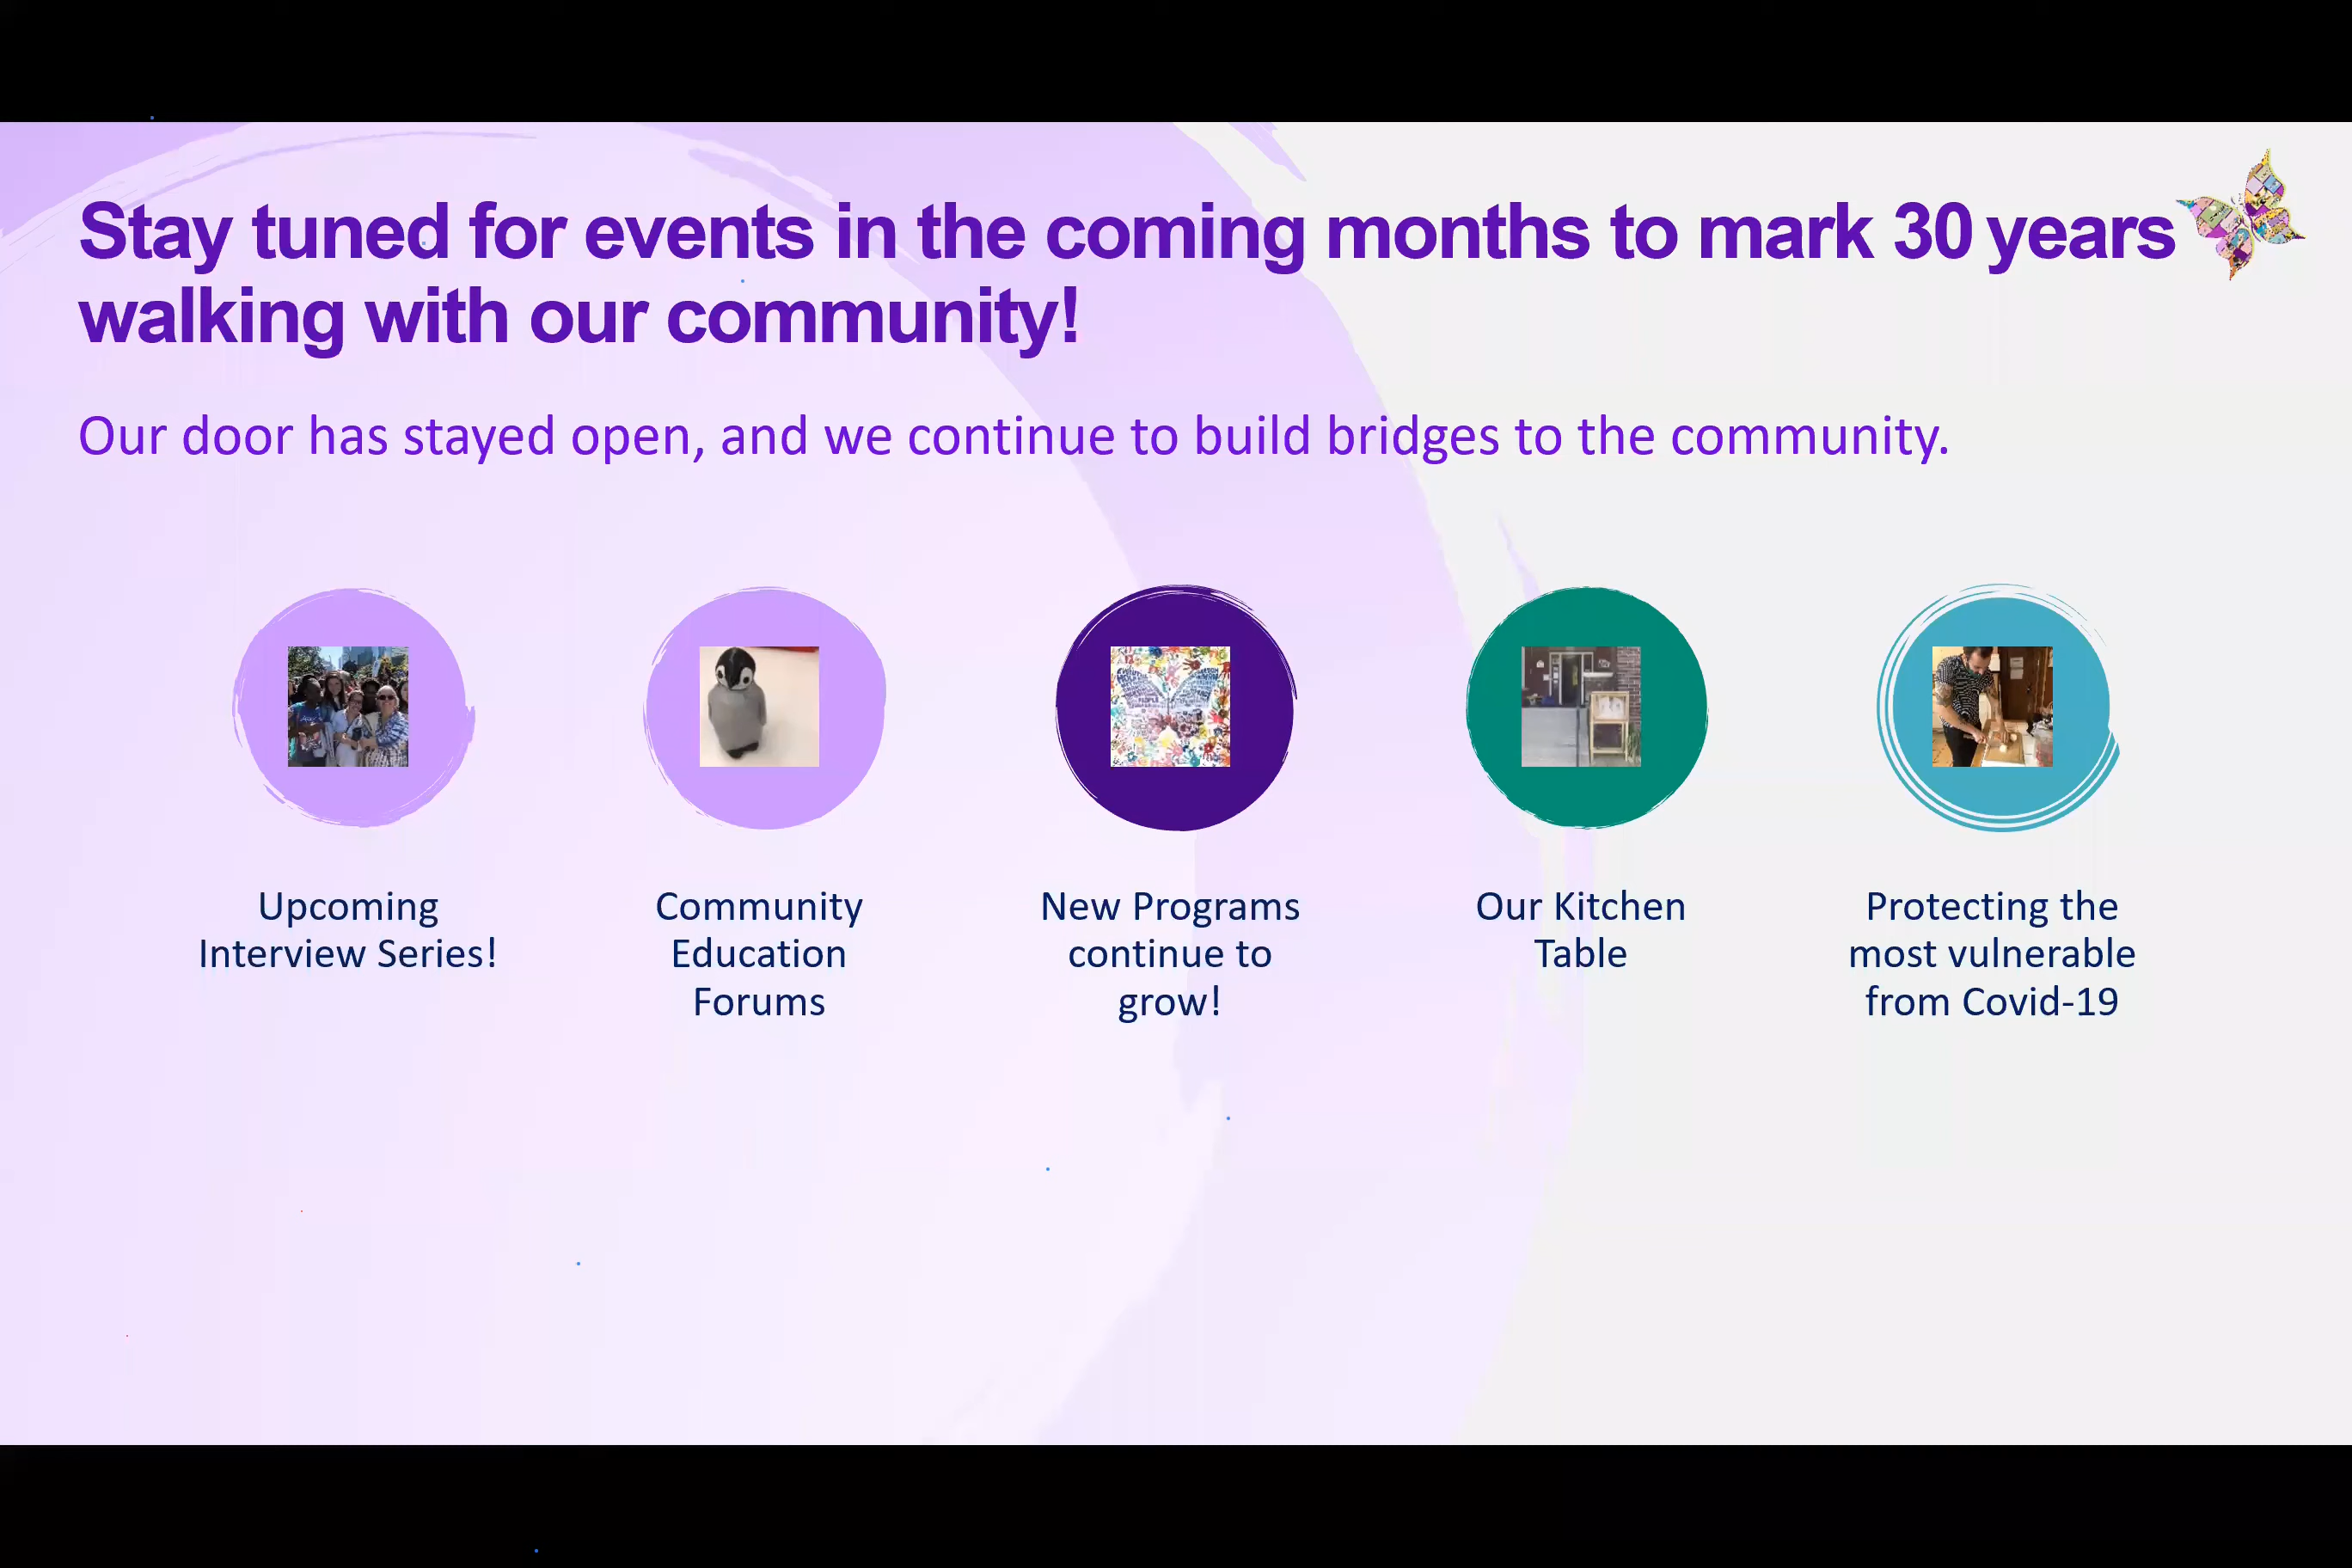 Stay tuned for events in the coming months to mark 30 years
walking with our community!
Our door has stayed open, and we continue to build bridges to the community.
Upcoming
Interview Series!
Community
Education
Forums
New Programs
continue to
grow!
Our Kitchen
Table
Protecting the
most vulnerable
from Covid-19